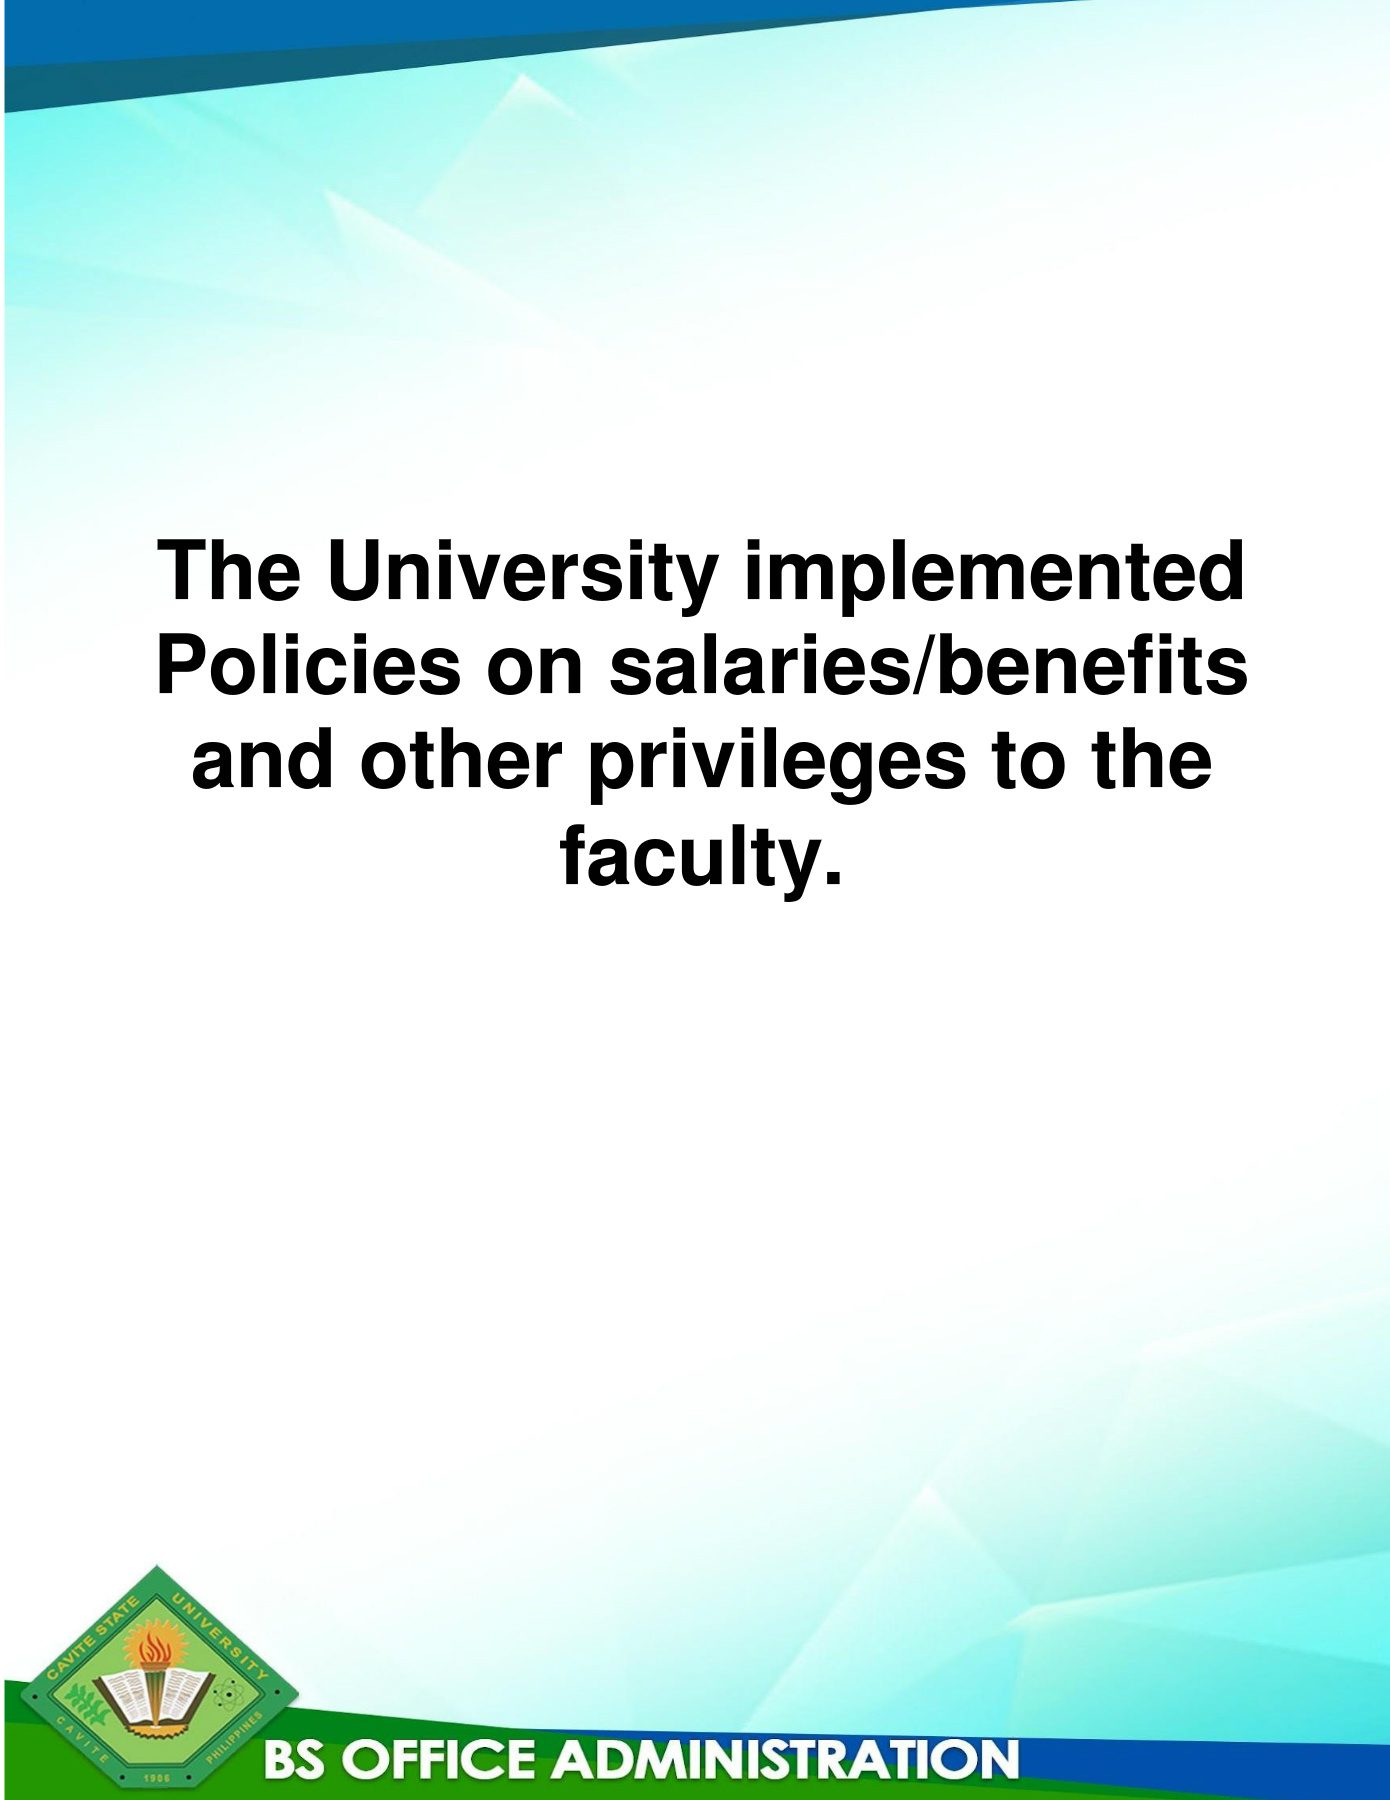 The University implemented
Policies on salaries/benefits
and other privileges to the
faculty.
CAVITE STATE UNIVERSITY
CAVITE PHILIPPINES
1906
BS OFFICE ADMINISTRATION